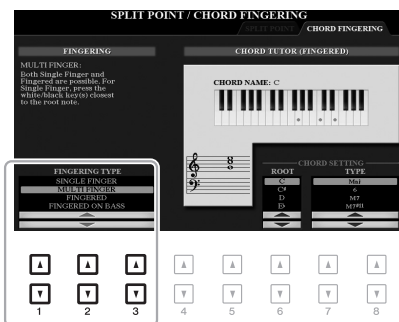 SPLIT POINT / CHORD FINGERING
SPLIT POINT
CHORD FINGERING
FINGERING
MULTI FINGER:
Both Single Finger and
Fingered are possible. For
Single Finger, press the
white/black key(s) closest
to the root note.
CHORD TUTOR (FINGERED)
CHORD NAME: C
FINGERING TYPE
SINGLE FINGER
MULTI FINGER
FINGERED
FINGERED ON BASS
CHORD SETTING
ROOT
C
C#
D
E♭
TYPE
Maj
6
M7
M7#11
1 2 3 4 5 6 7 8